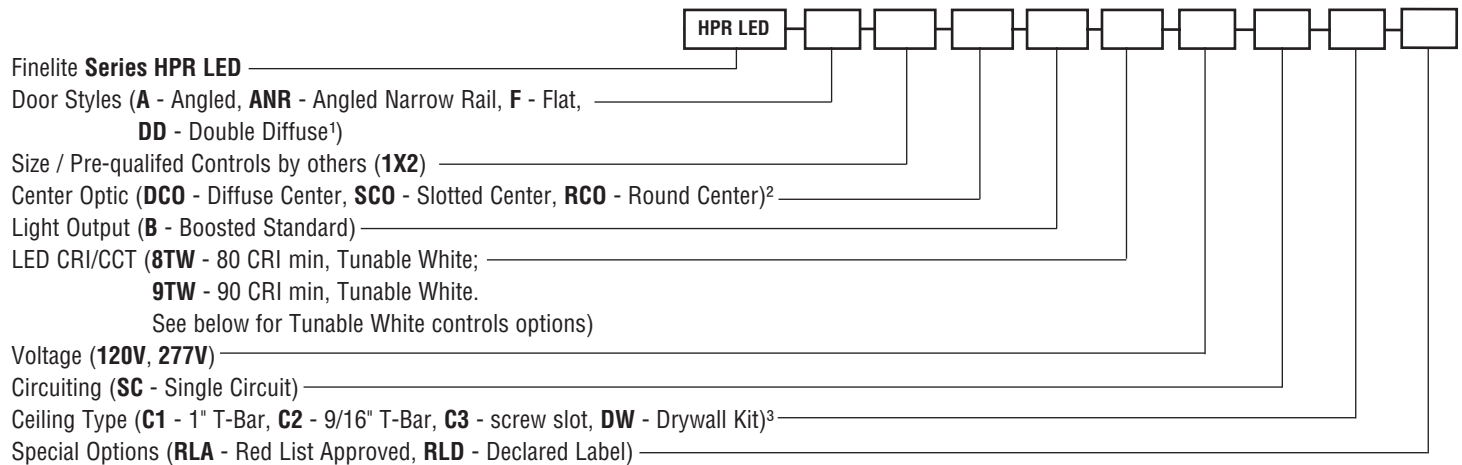 HPR LED
Finelite Series HPR LED
Door Styles (A - Angled, ANR - Angled Narrow Rail, F - Flat,
DD - Double Diffuse¹)
Size / Pre-qualifed Controls by others (1X2)
Center Optic (DCO - Diffuse Center, SCO - Slotted Center, RCO - Round Center)²
Light Output (B - Boosted Standard)
LED CRI/CCT (8TW - 80 CRI min, Tunable White;
9TW - 90 CRI min, Tunable White.
See below for Tunable White controls options)
Voltage (120V, 277V)
Circuiting (SC - Single Circuit)
Ceiling Type (C1 - 1" T-Bar, C2 - 9/16" T-Bar, C3 - screw slot, DW - Drywall Kit)³
Special Options (RLA - Red List Approved, RLD - Declared Label)